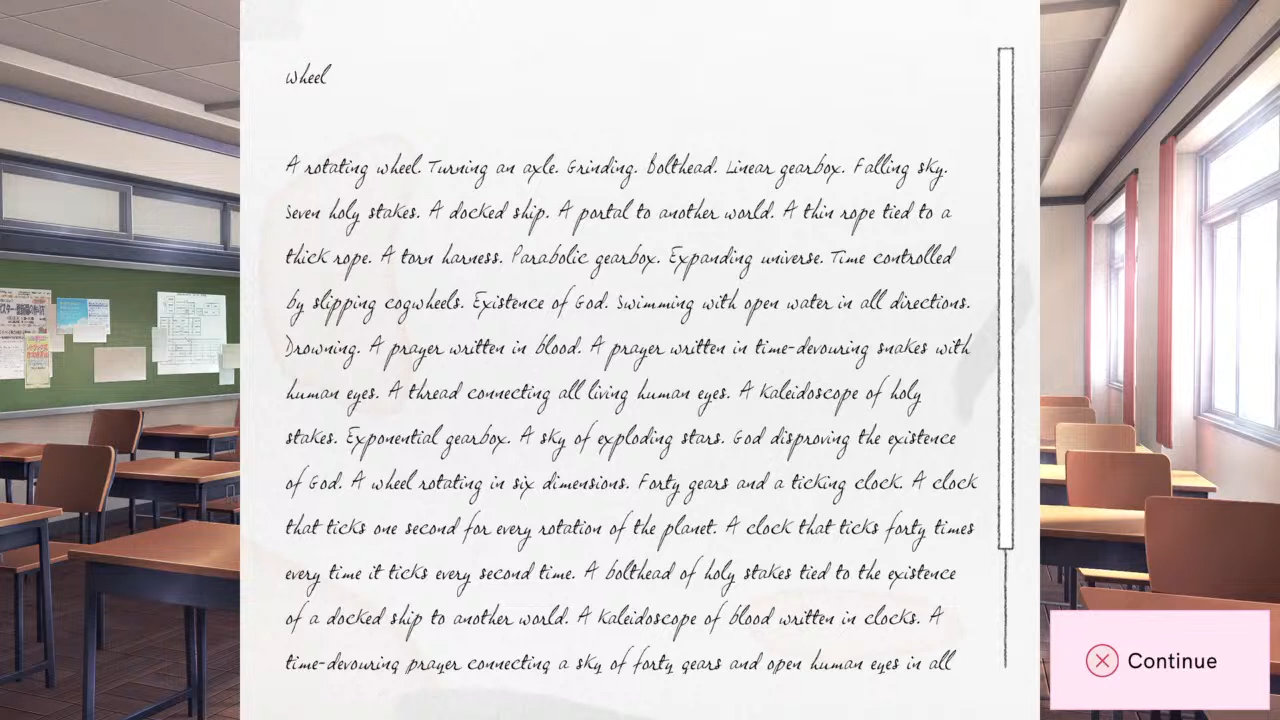 Wheel
A rotating wheel. Turning an axle. Grinding. Bolthead. Linear gearbox. Falling sky.
Seven holy stakes. A docked ship. A portal to another world. A thin rope tied to a
thick rope. A torn harness. Parabolic gearbox. Expanding universe. Time controlled
by slipping cogwheels. Existence of God. Swimming with open water in all directions.
Drowning. A prayer written in blood. A prayer written in time-devouring snakes with
human eyes. A thread connecting all living human eyes. A kaleidoscope of holy
stakes. Exponential gearbox. A sky of exploding stars. God disproving the existence
of God. A wheel rotating in six dimensions. Forty gears and a ticking clock. A clock
that ticks one second for every rotation of the planet. A clock that ticks forty times
every time it ticks every second time. A bolthead of holy stakes tied to the existence
of a docked ship to another world. A kaleidoscope of blood written in clocks. A
time-devouring prayer connecting a sky of forty gears and open human eyes in all
Continue